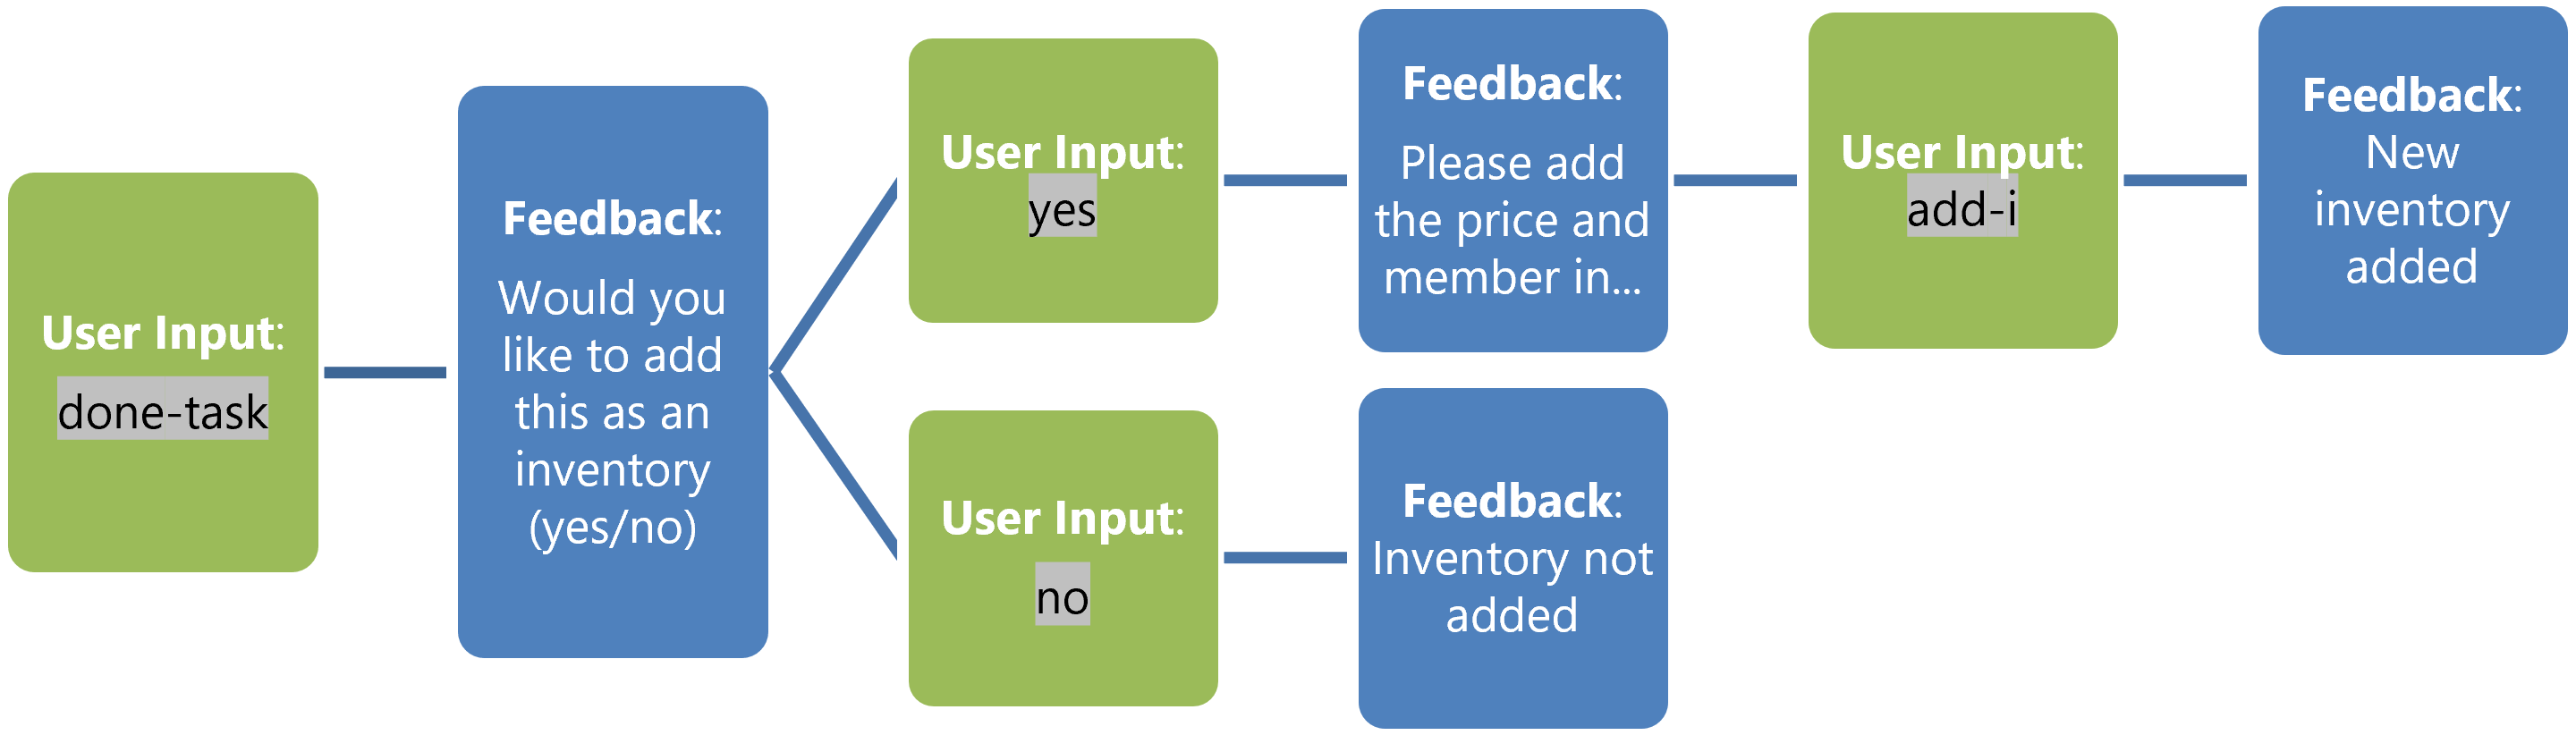 User Input:
done-task
Feedback:
Would you
like to add
this as an
inventory
(yes/no)
User Input:
yes
Feedback:
Please add
the price and
member in...
User Input:
add-i
Feedback:
New
inventory
added
User Input:
no
Feedback:
Inventory not
added